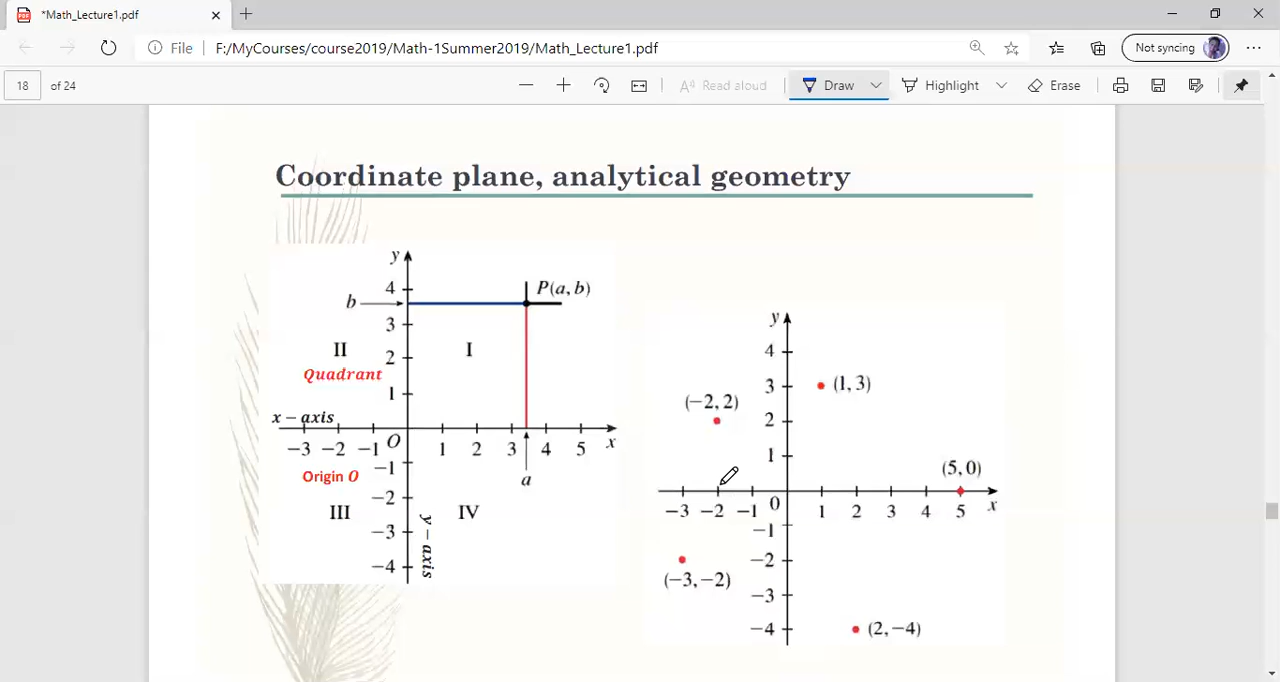 *Math_Lecture1.pdf
File F:/MyCourses/course2019/Math-1Summer2019/Math_Lecture1.pdf Not syncing
18 of 24 Read aloud Draw Highlight Erase
Coordinate plane, analytical geometry
y
4
b
P(a, b)
3
II
I
2
Quadrant
1
x – axis
O
−3 −2 −1 1 2 3 4 5 x
Origin O
−1
a
−2
III
IV
−3
y – axis
−4
y
4
3
(1, 3)
(−2, 2)
2
1
(5, 0)
0
−3 −2 −1 1 2 3 4 5 x
−1
−2
(−3, −2)
−3
−4
(2, −4)